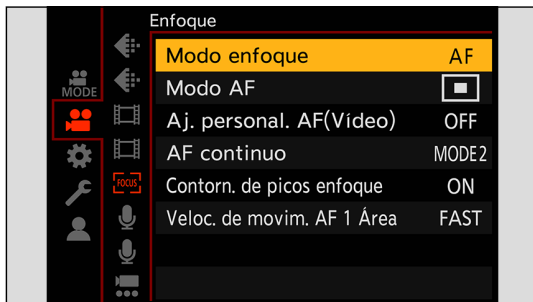 Enfoque
MODE
FOCUS
Modo enfoque AF
Modo AF
Aj. personal. AF(Vídeo) OFF
AF continuo MODE2
Contorn. de picos enfoque ON
Veloc. de movim. AF 1 Área FAST